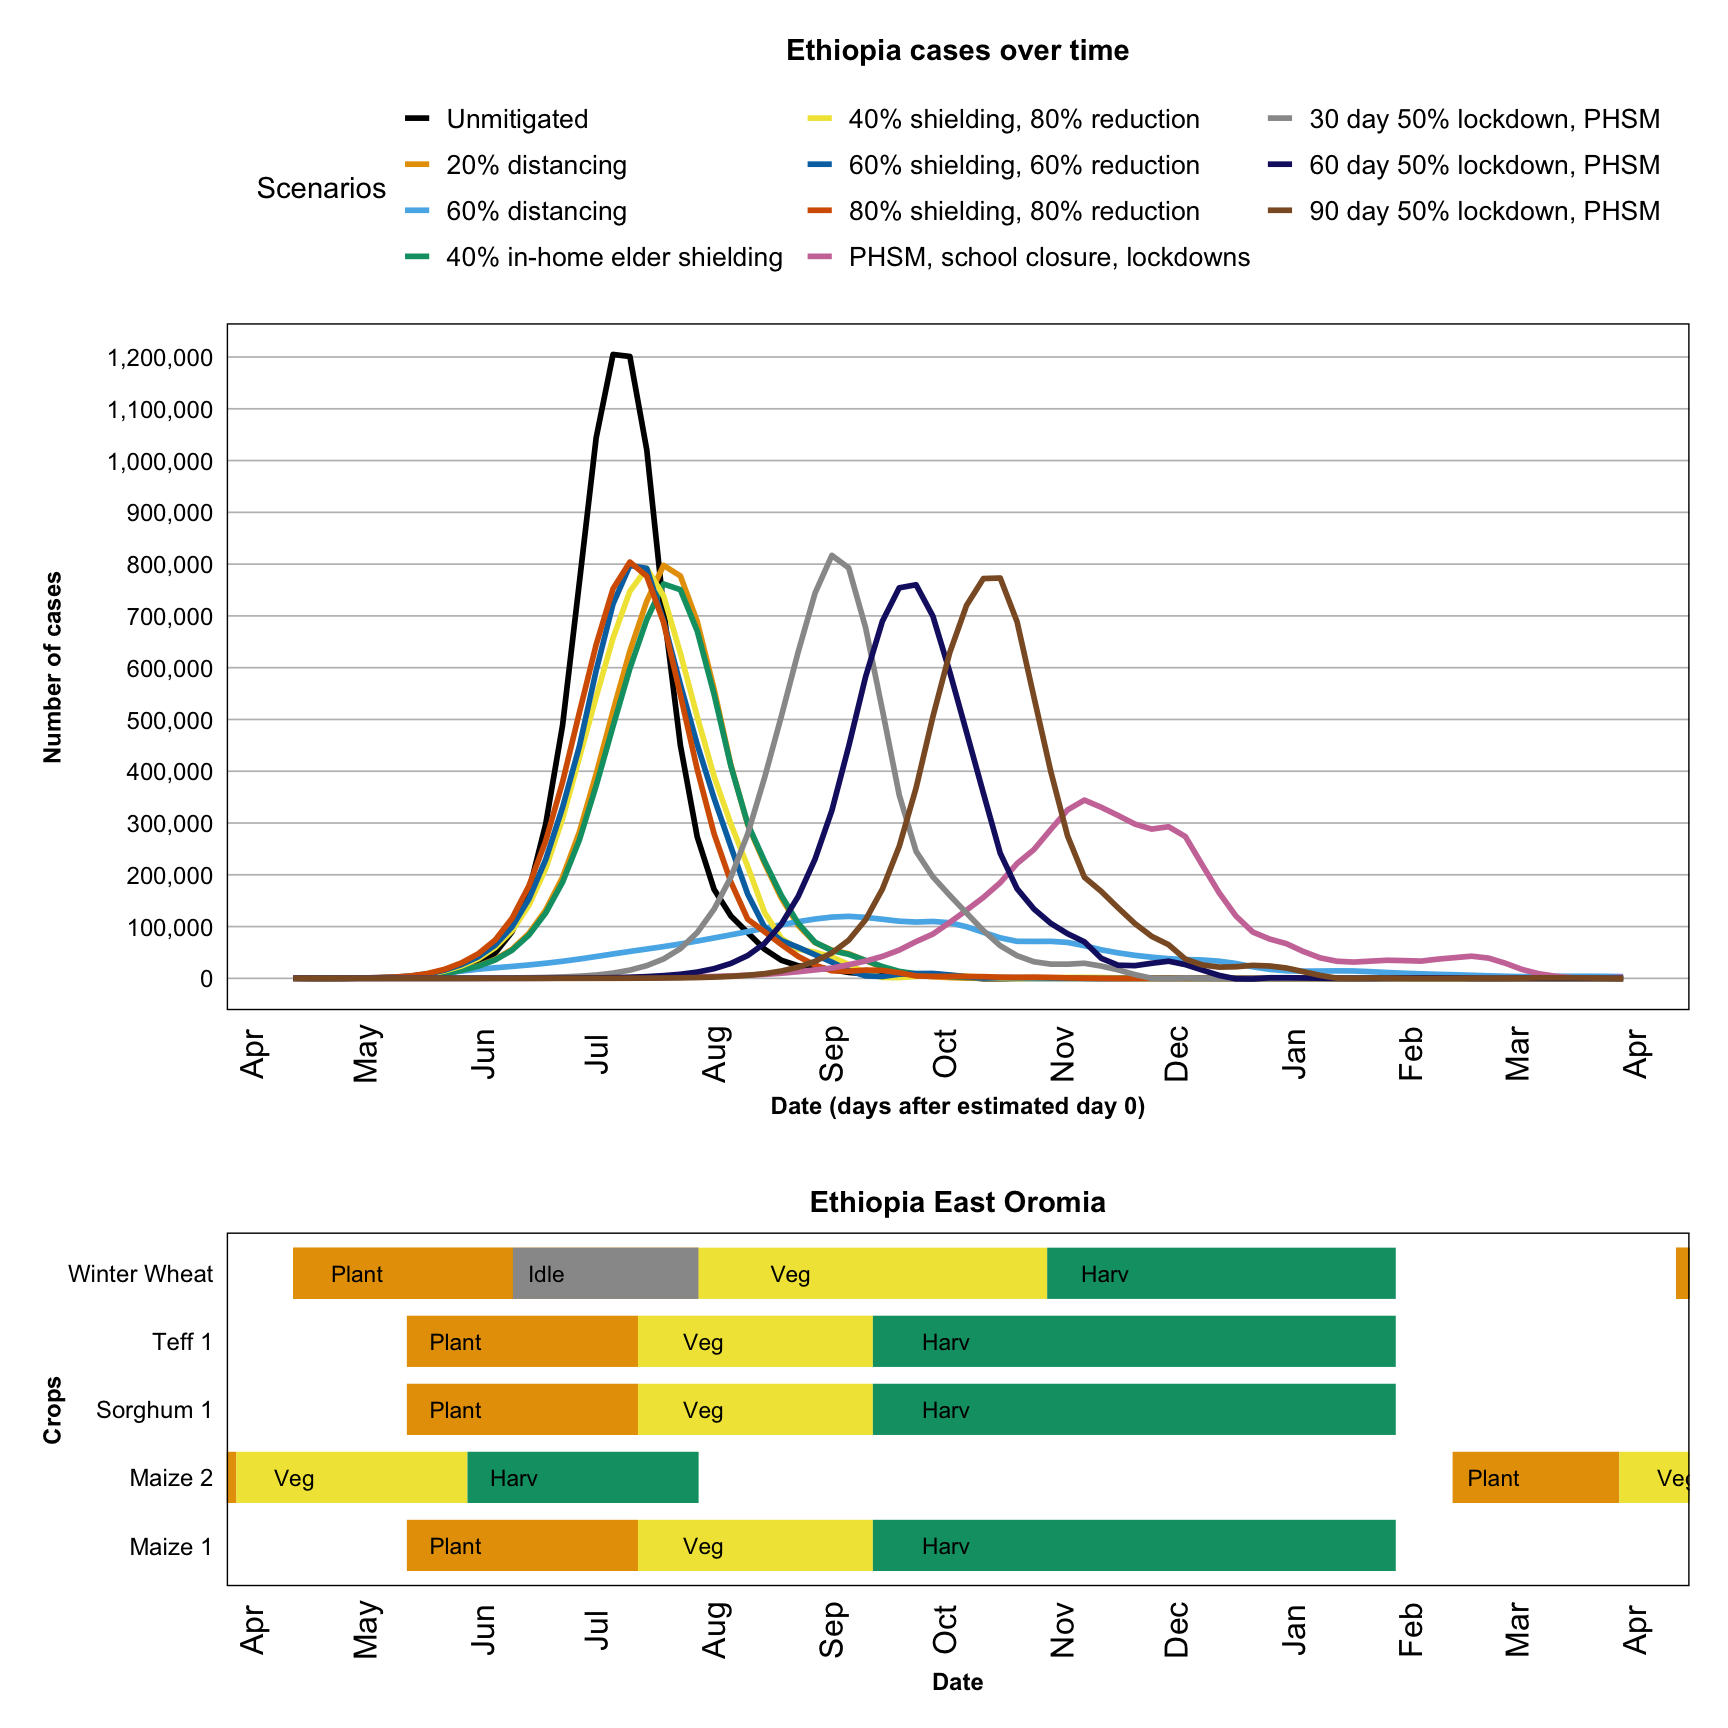 Ethiopia cases over time
Scenarios
Unmitigated
20% distancing
60% distancing
40% in-home elder shielding
40% shielding, 80% reduction
60% shielding, 60% reduction
80% shielding, 80% reduction
PHSM, school closure, lockdowns
30 day 50% lockdown, PHSM
60 day 50% lockdown, PHSM
90 day 50% lockdown, PHSM
Number of cases
1,200,000
1,100,000
1,000,000
900,000
800,000
700,000
600,000
500,000
400,000
300,000
200,000
100,000
0
Apr May Jun Jul Aug Sep Oct Nov Dec Jan Feb Mar Apr
Date (days after estimated day 0)
Ethiopia East Oromia
Crops
Winter Wheat Plant Idle Veg Harv
Teff 1 Plant Veg Harv
Sorghum 1 Plant Veg Harv
Maize 2 Veg Harv Plant Veg
Maize 1 Plant Veg Harv
Apr May Jun Jul Aug Sep Oct Nov Dec Jan Feb Mar Apr
Date